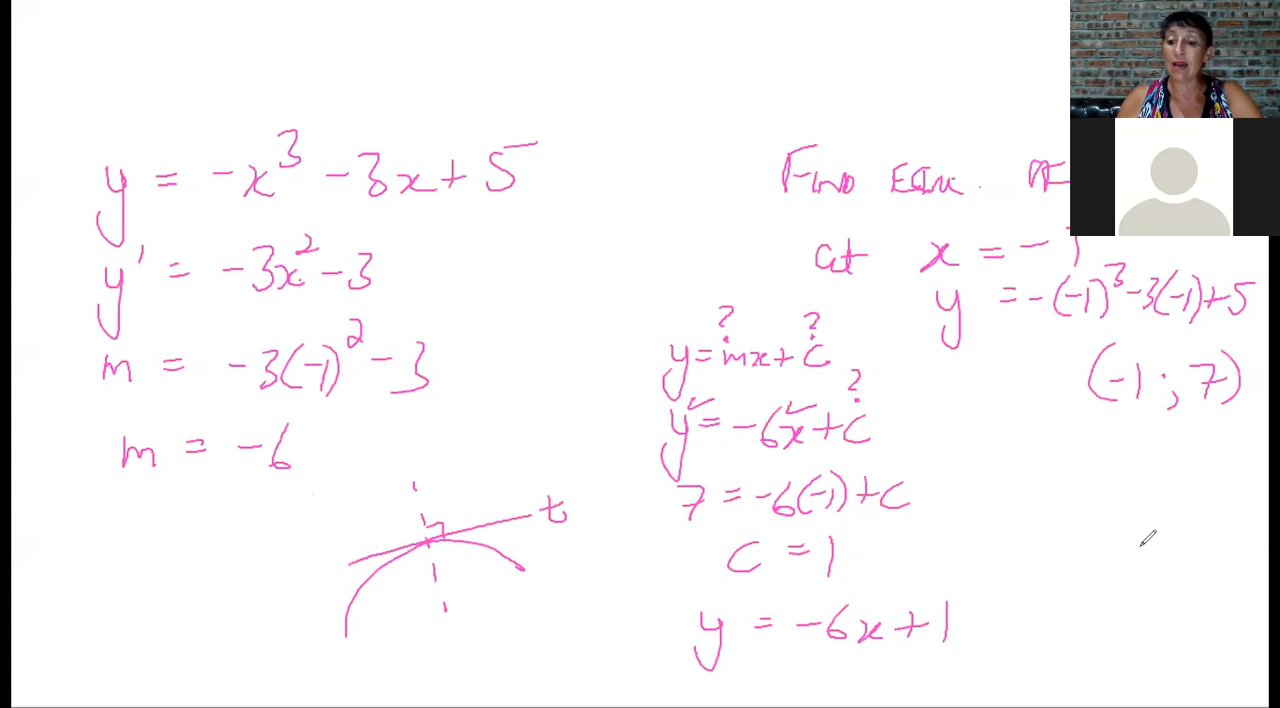 y = -x³ - 3x + 5
y' = -3x² - 3
m = -3(-1)² - 3
m = -6
t
Find Eqn. OF
at x = -1
y = -(-1)³ - 3(-1) + 5
(-1 ; 7)
? ?
y = mx + c
?
y = -6x + c
7 = -6(-1) + c
c = 1
y = -6x + 1